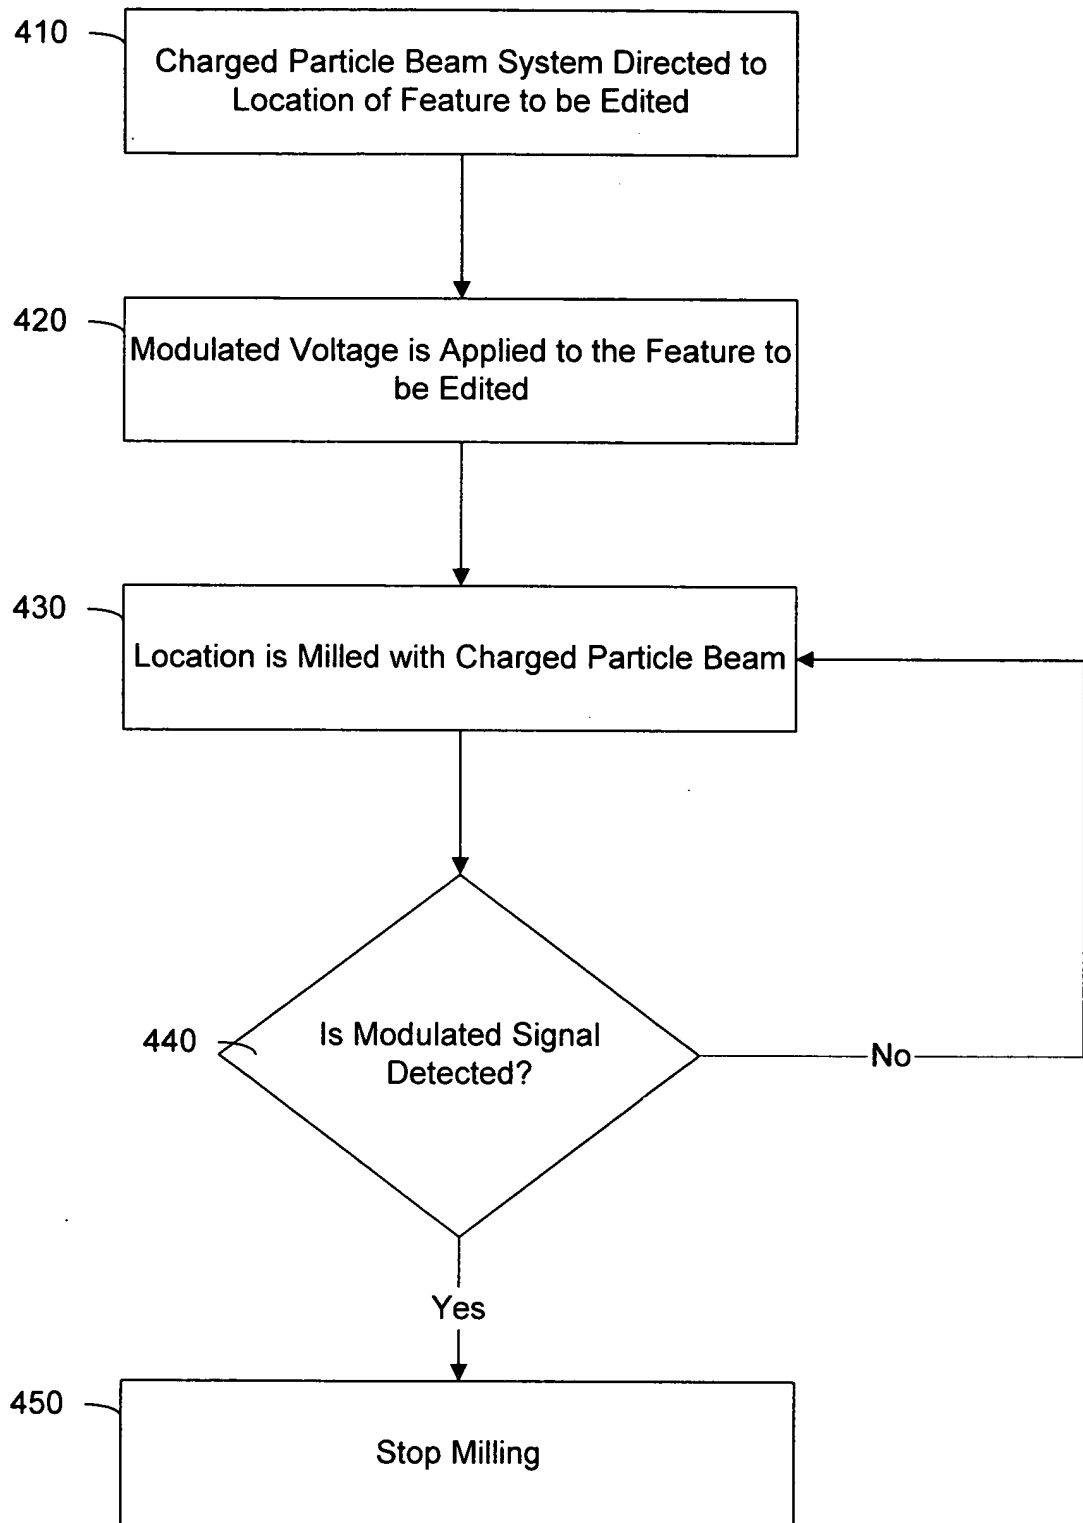 410
Charged Particle Beam System Directed to
Location of Feature to be Edited
420
Modulated Voltage is Applied to the Feature to
be Edited
430
Location is Milled with Charged Particle Beam
440
Is Modulated Signal
Detected?
No
Yes
450
Stop Milling